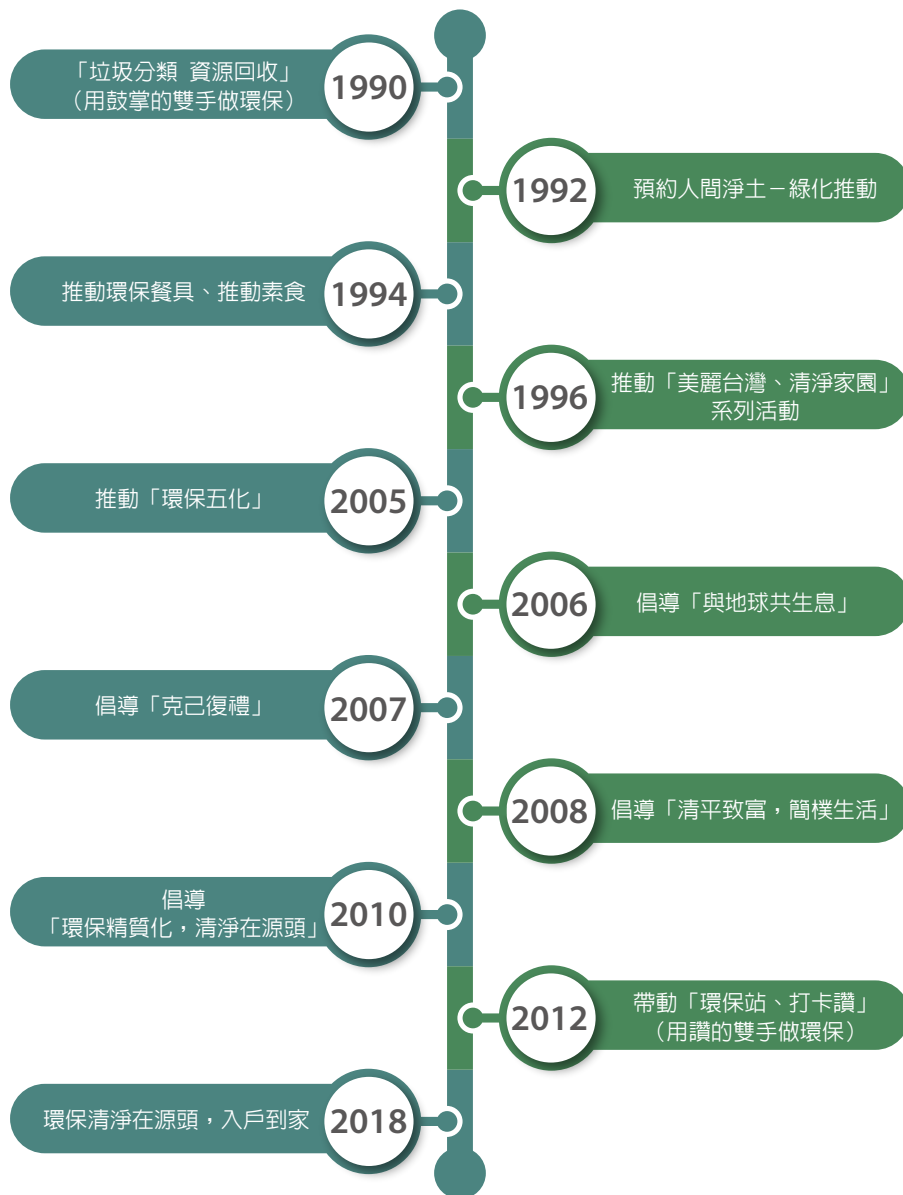 「垃圾分類 資源回收」
（用鼓掌的雙手做環保）
1990
1992
預約人間淨土－綠化推動
推動環保餐具、推動素食
1994
1996
推動「美麗台灣、清淨家園」
系列活動
推動「環保五化」
2005
2006
倡導「與地球共生息」
倡導「克己復禮」
2007
2008
倡導「清平致富，簡樸生活」
倡導
「環保精質化，清淨在源頭」
2010
2012
帶動「環保站、打卡讚」
（用讚的雙手做環保）
環保清淨在源頭，入戶到家
2018